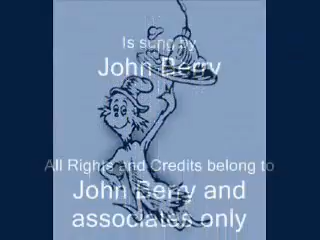 Is sung by
John Berry
All Rights and Credits belong to
John Berry and
associates only